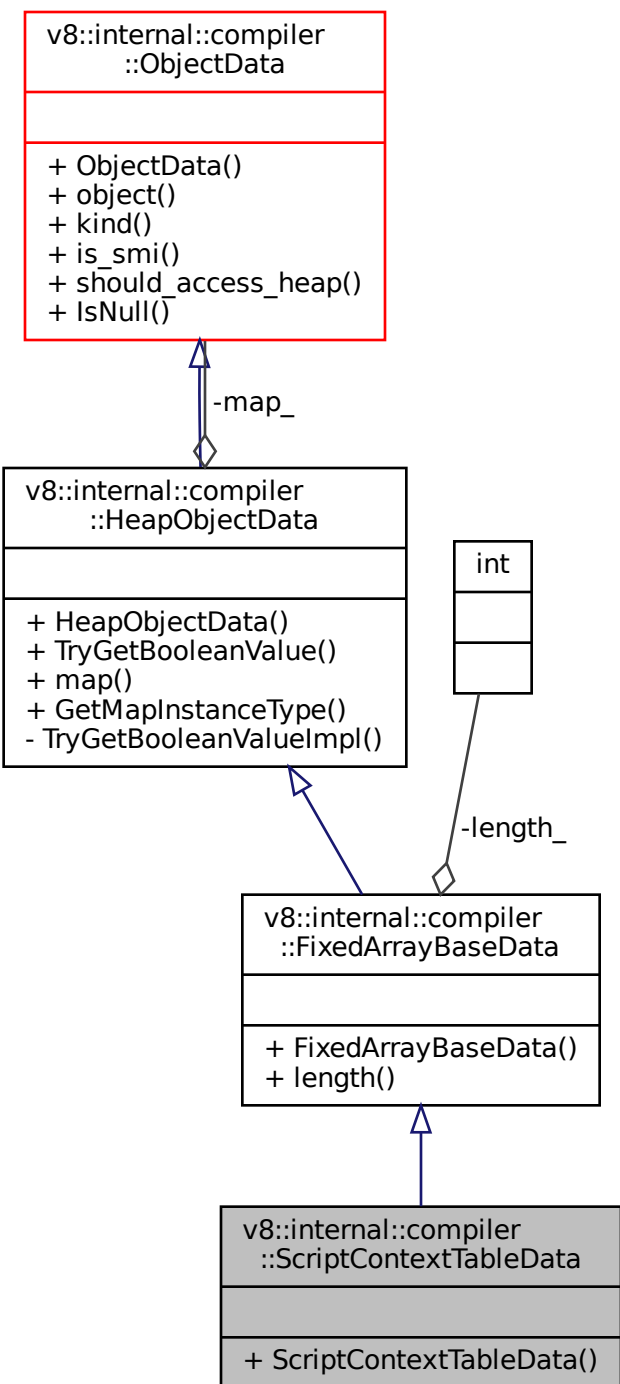 v8::internal::compiler
::ObjectData
+ ObjectData()
+ object()
+ kind()
+ is_smi()
+ should_access_heap()
+ IsNull()
-map_
v8::internal::compiler
::HeapObjectData
+ HeapObjectData()
+ TryGetBooleanValue()
+ map()
+ GetMapInstanceType()
- TryGetBooleanValueImpl()
int
-length_
v8::internal::compiler
::FixedArrayBaseData
+ FixedArrayBaseData()
+ length()
v8::internal::compiler
::ScriptContextTableData
+ ScriptContextTableData()